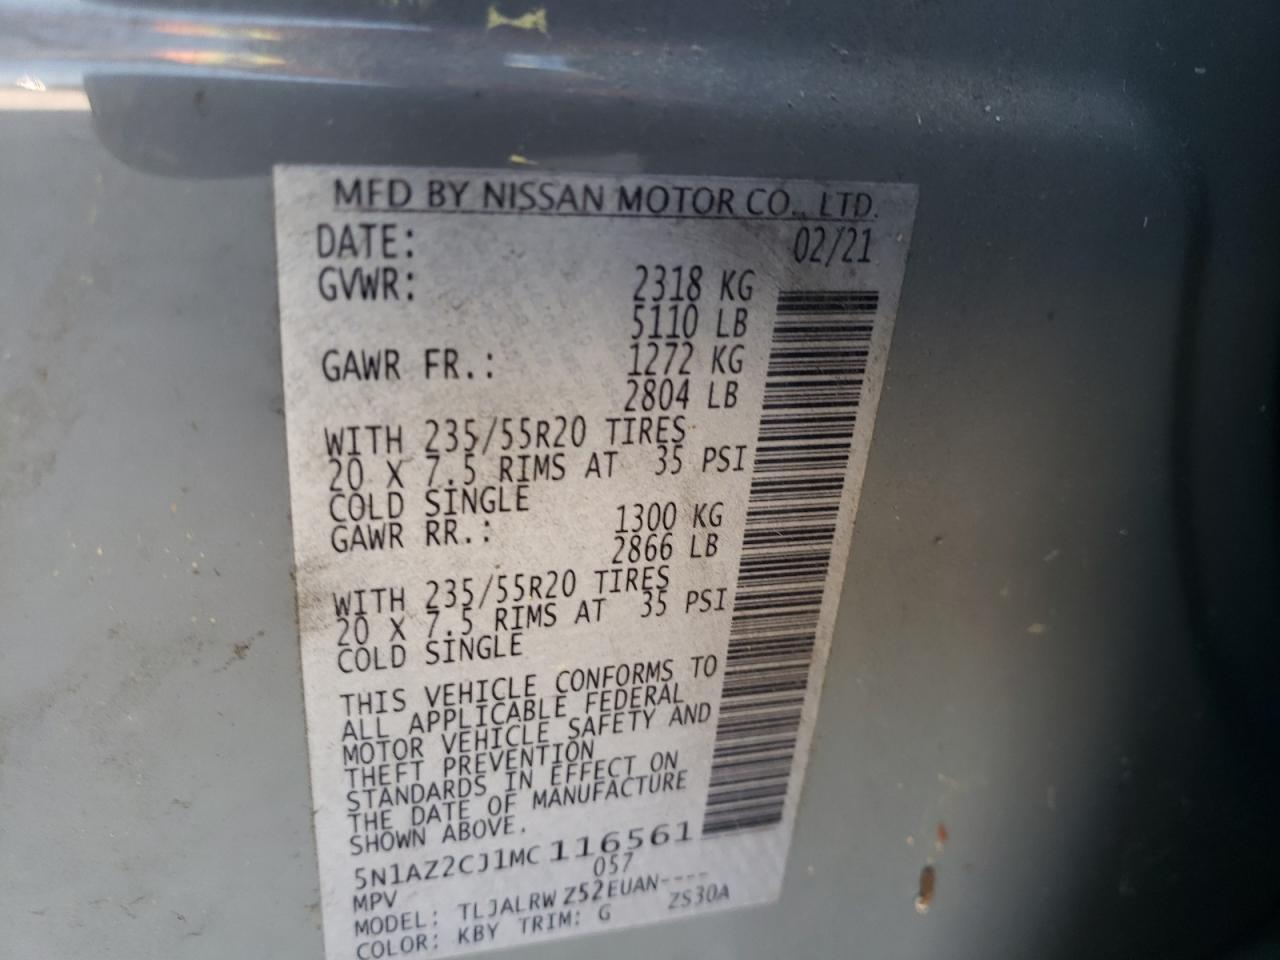 MFD BY NISSAN MOTOR CO., LTD.
DATE: 02/21
GVWR: 2318 KG
5110 LB
GAWR FR.: 1272 KG
2804 LB
WITH 235/55R20 TIRES
20 X 7.5 RIMS AT 35 PSI
COLD SINGLE
GAWR RR.: 1300 KG
2866 LB
WITH 235/55R20 TIRES
20 X 7.5 RIMS AT 35 PSI
COLD SINGLE
THIS VEHICLE CONFORMS TO
ALL APPLICABLE FEDERAL
MOTOR VEHICLE SAFETY AND
THEFT PREVENTION
STANDARDS IN EFFECT ON
THE DATE OF MANUFACTURE
SHOWN ABOVE.
5N1AZ2CJ1MC116561
MPV 057
MODEL: TLJALRW Z52EUAN----
COLOR: KBY TRIM: G ZS30A